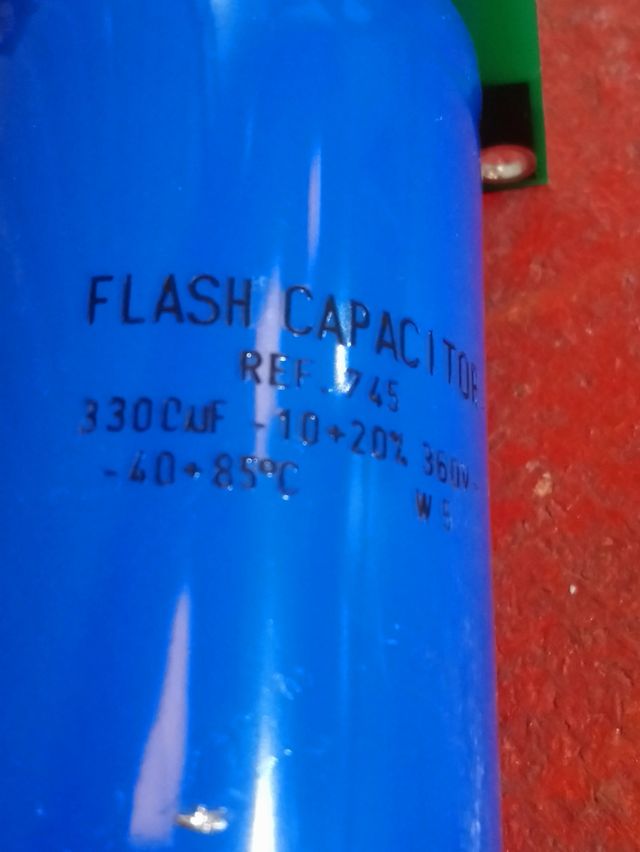 FLASH CAPACITOR
REF. 745
3300µF -10+20% 360V-
-40+85°C
W 5